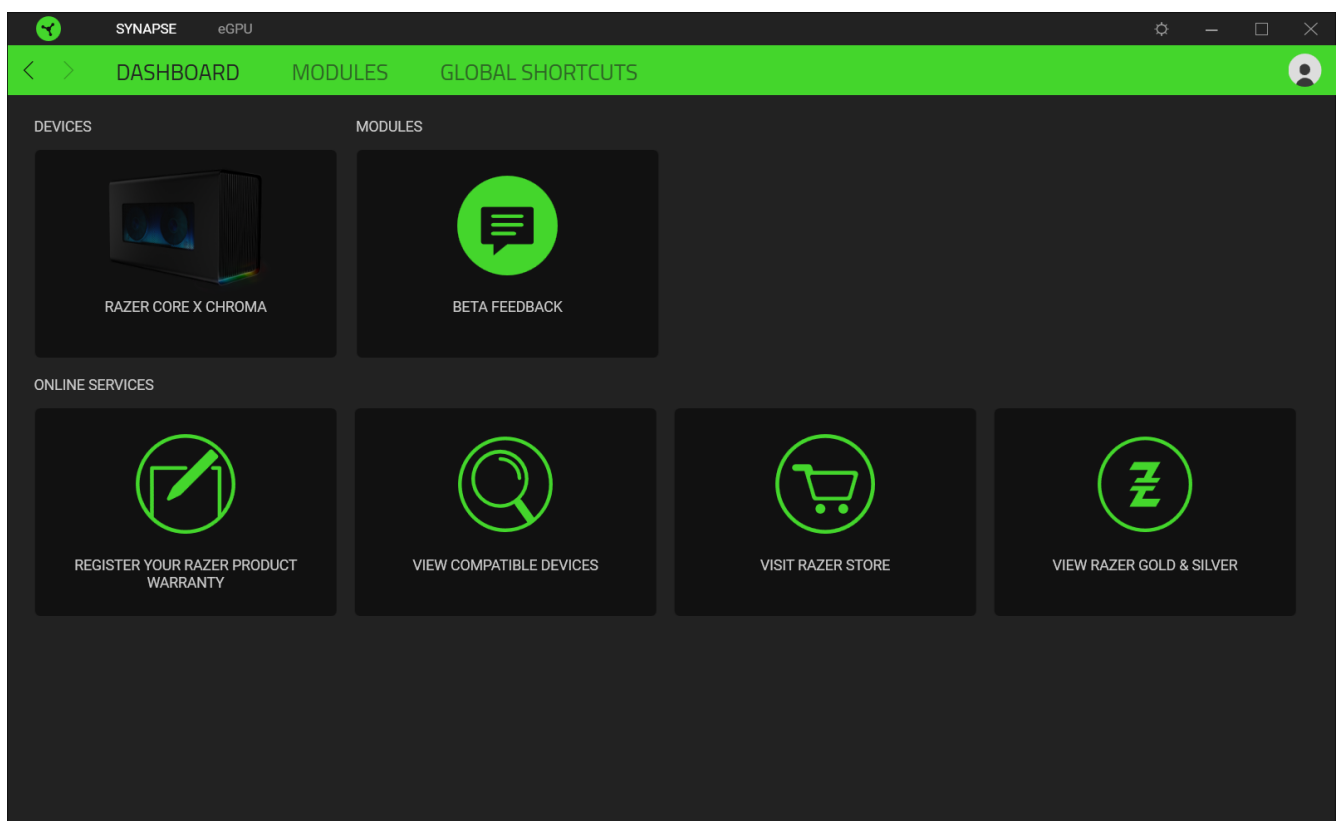 SYNAPSE eGPU
DASHBOARD MODULES GLOBAL SHORTCUTS
DEVICES MODULES
RAZER CORE X CHROMA BETA FEEDBACK
ONLINE SERVICES
REGISTER YOUR RAZER PRODUCT
WARRANTY
VIEW COMPATIBLE DEVICES
VISIT RAZER STORE
VIEW RAZER GOLD & SILVER